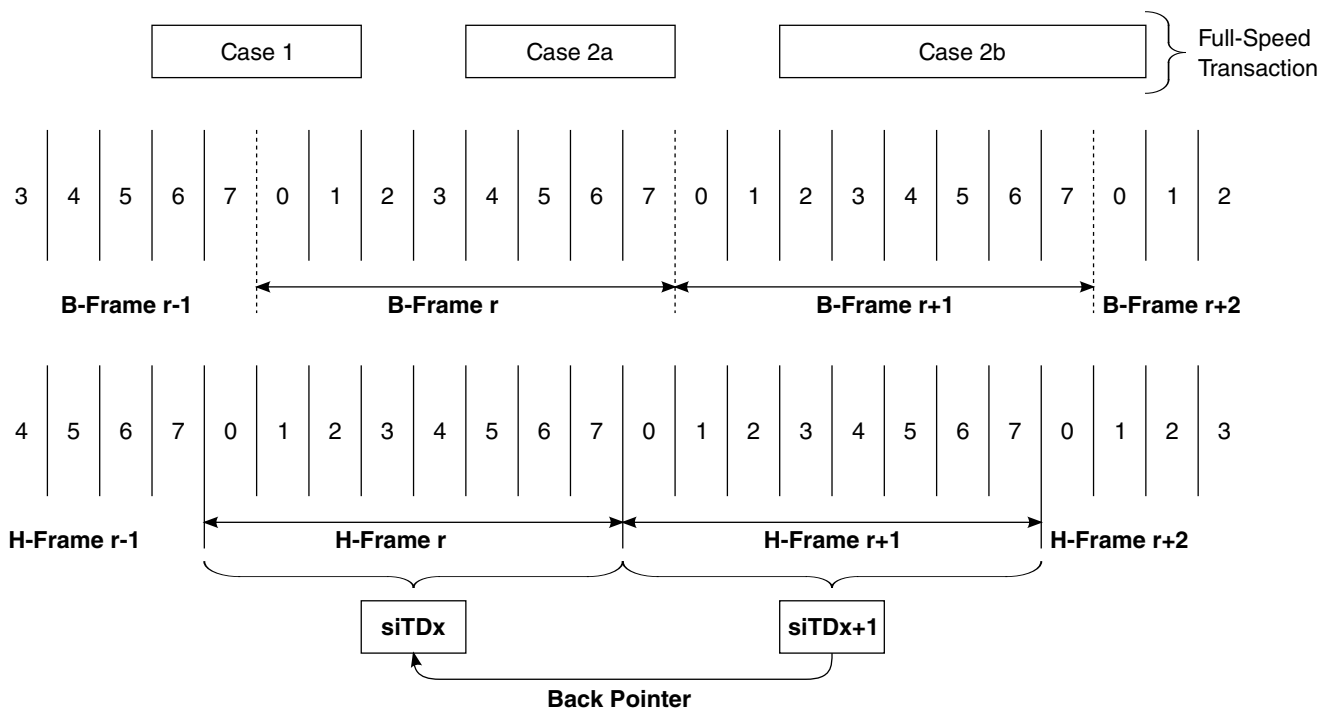 Case 1 Case 2a Case 2b Full-Speed
Transaction
3 4 5 6 7 0 1 2 3 4 5 6 7 0 1 2 3 4 5 6 7 0 1 2
B-Frame r-1 B-Frame r B-Frame r+1 B-Frame r+2
4 5 6 7 0 1 2 3 4 5 6 7 0 1 2 3 4 5 6 7 0 1 2 3
H-Frame r-1 H-Frame r H-Frame r+1 H-Frame r+2
siTDx siTDx+1
Back Pointer